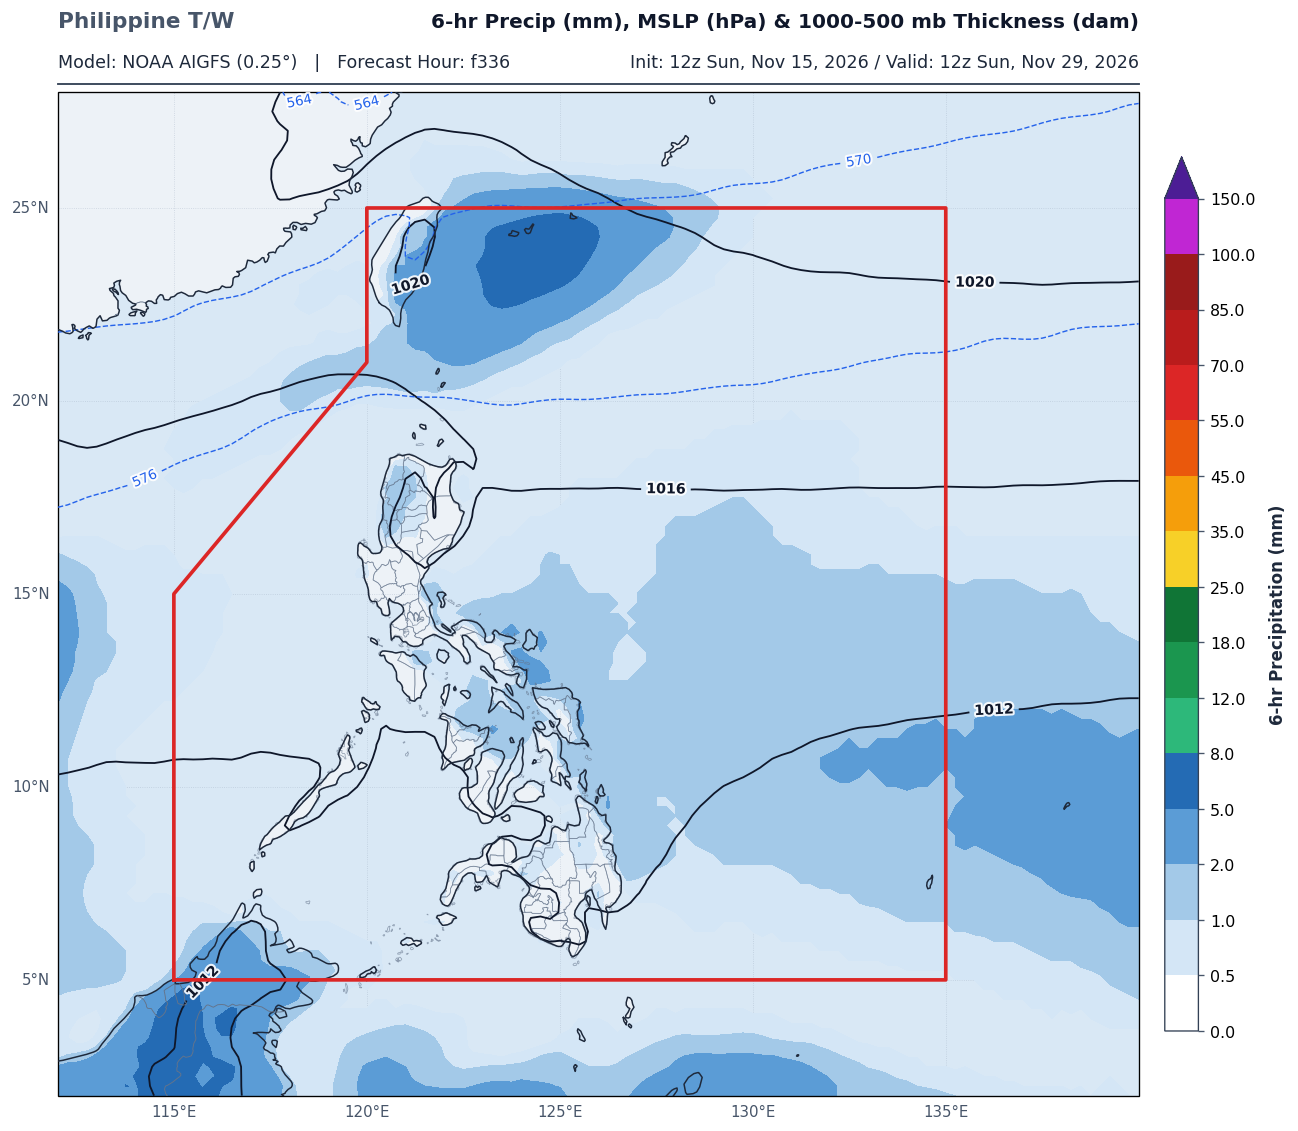 Philippine T/W
6-hr Precip (mm), MSLP (hPa) & 1000-500 mb Thickness (dam)
Model: NOAA AIGFS (0.25°)   |   Forecast Hour: f336
Init: 12z Sun, Nov 15, 2026 / Valid: 12z Sun, Nov 29, 2026
564
564
570
25°N
1020
1020
20°N
576
1016
15°N
1012
10°N
1012
5°N
115°E
120°E
125°E
130°E
135°E
150.0
100.0
85.0
70.0
55.0
45.0
35.0
25.0
18.0
12.0
8.0
5.0
2.0
1.0
0.5
0.0
6-hr Precipitation (mm)